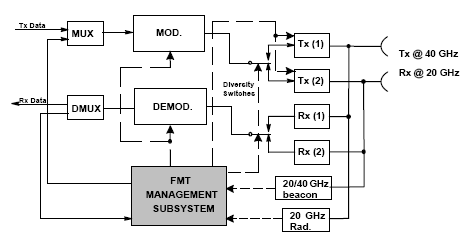 Tx Data
MUX
MOD.
Tx (1)
Tx @ 40 GHz
Tx (2)
Rx @ 20 GHz
Diversity
Switches
Rx Data
DMUX
DEMOD.
Rx (1)
Rx (2)
FMT
MANAGEMENT
SUBSYSTEM
20/40 GHz
beacon
20 GHz
Rad.